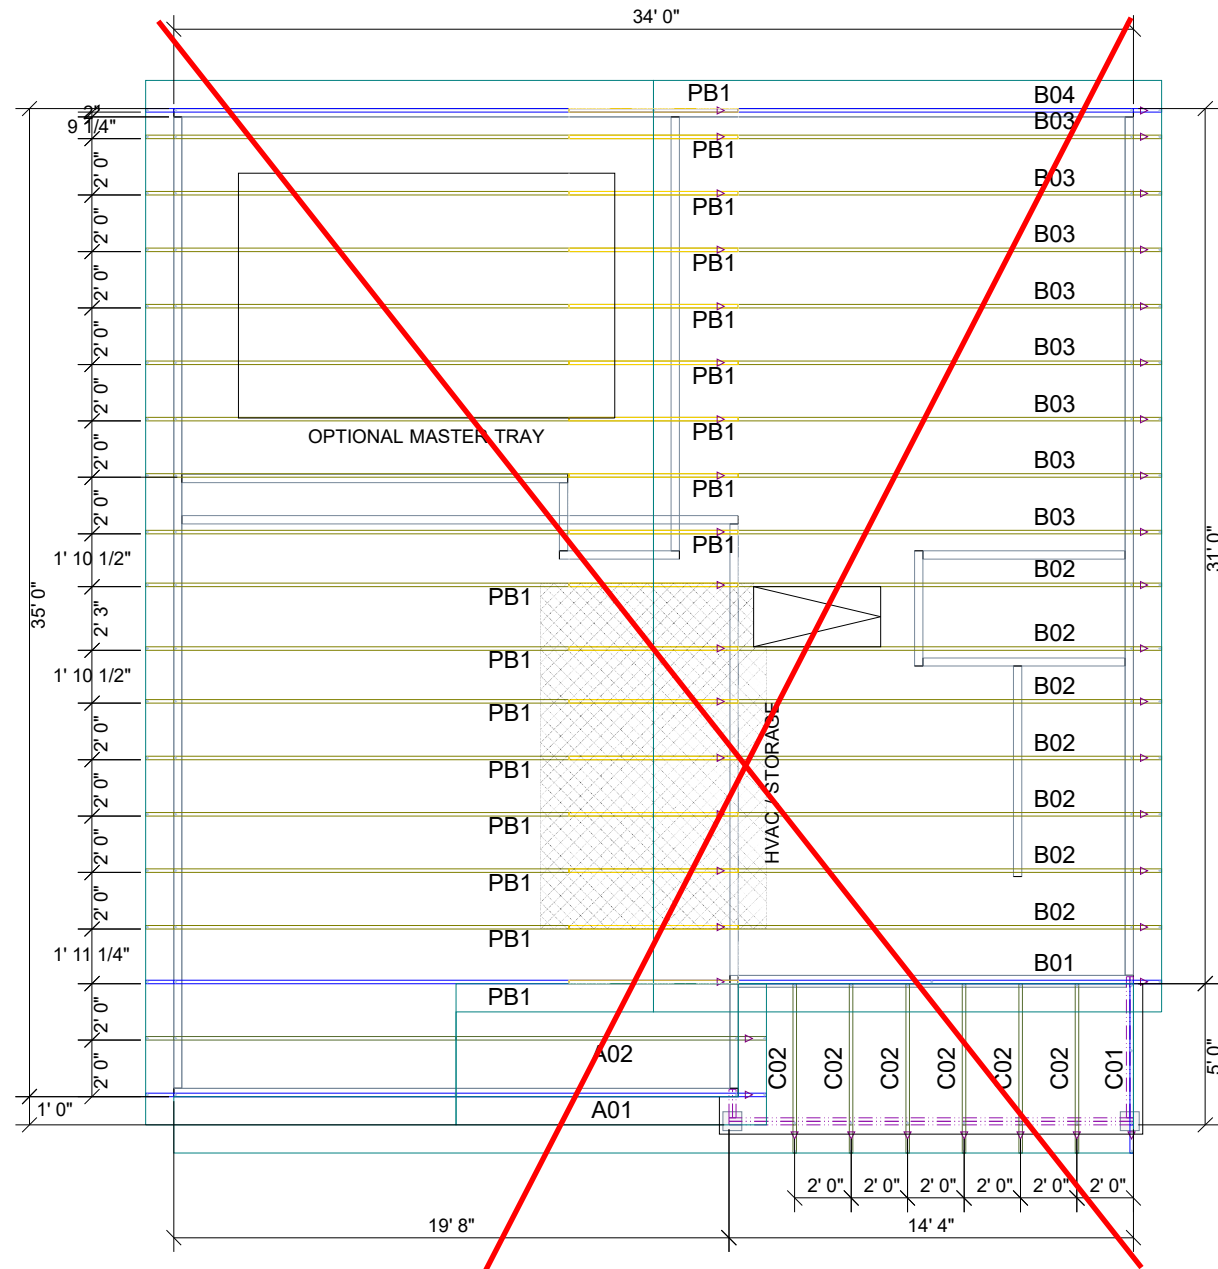 34' 0"
PB1 B04
2"
9 1/4"
B03
PB1
2' 0"
B03
PB1
2' 0"
B03
PB1
2' 0"
B03
PB1
2' 0"
B03
PB1
2' 0"
B03
PB1
OPTIONAL MASTER TRAY
2' 0"
B03
PB1
2' 0"
B03
PB1
1' 10 1/2"
B02
PB1
2' 3"
35' 0"
31' 0"
B02
PB1
1' 10 1/2"
B02
PB1
HVAC / STORAGE
2' 0"
B02
PB1
2' 0"
B02
PB1
2' 0"
B02
PB1
2' 0"
B02
PB1
1' 11 1/4"
B01
PB1
2' 0"
A02
C02 C02 C02 C02 C02 C02 C01
5' 0"
2' 0"
1' 0"
A01
2' 0" 2' 0" 2' 0" 2' 0" 2' 0" 2' 0"
19' 8" 14' 4"